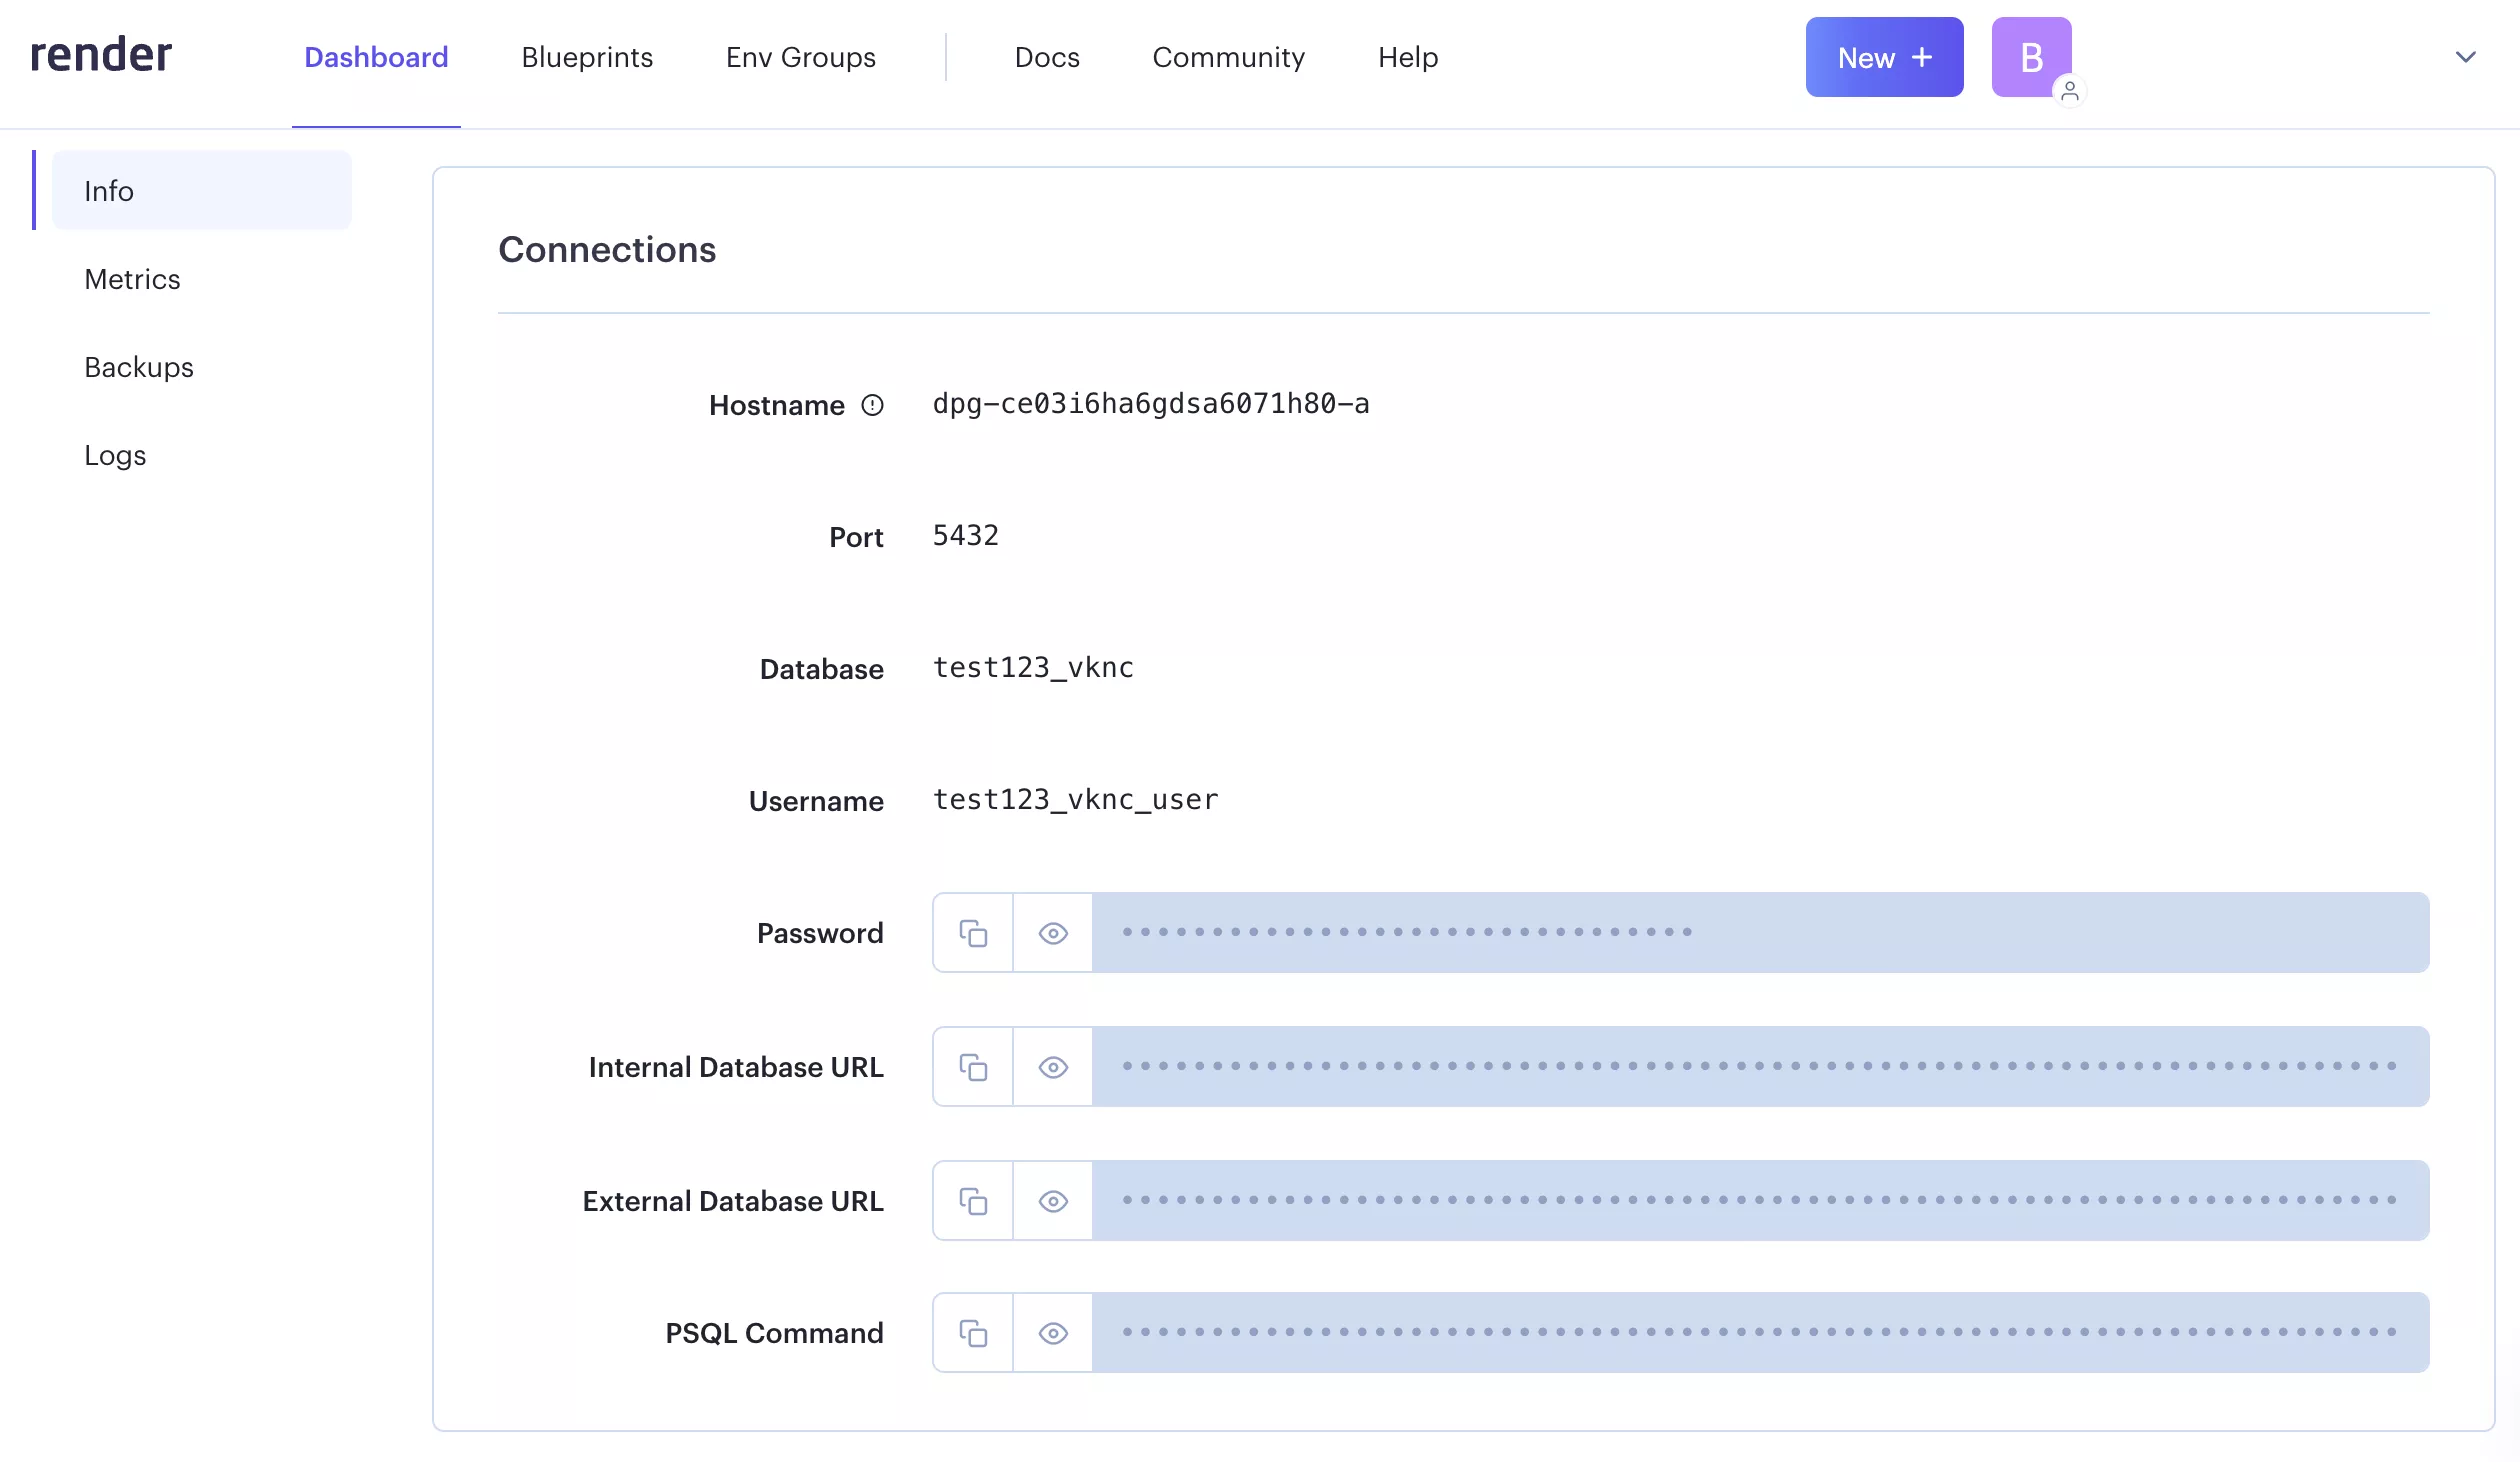 render
Dashboard
Blueprints
Env Groups
Docs
Community
Help
New +
B
Info
Metrics
Backups
Logs
Connections
Hostname dpg-ce03i6ha6gdsa6071h80-a
Port 5432
Database test123_vknc
Username test123_vknc_user
Password
Internal Database URL
External Database URL
PSQL Command